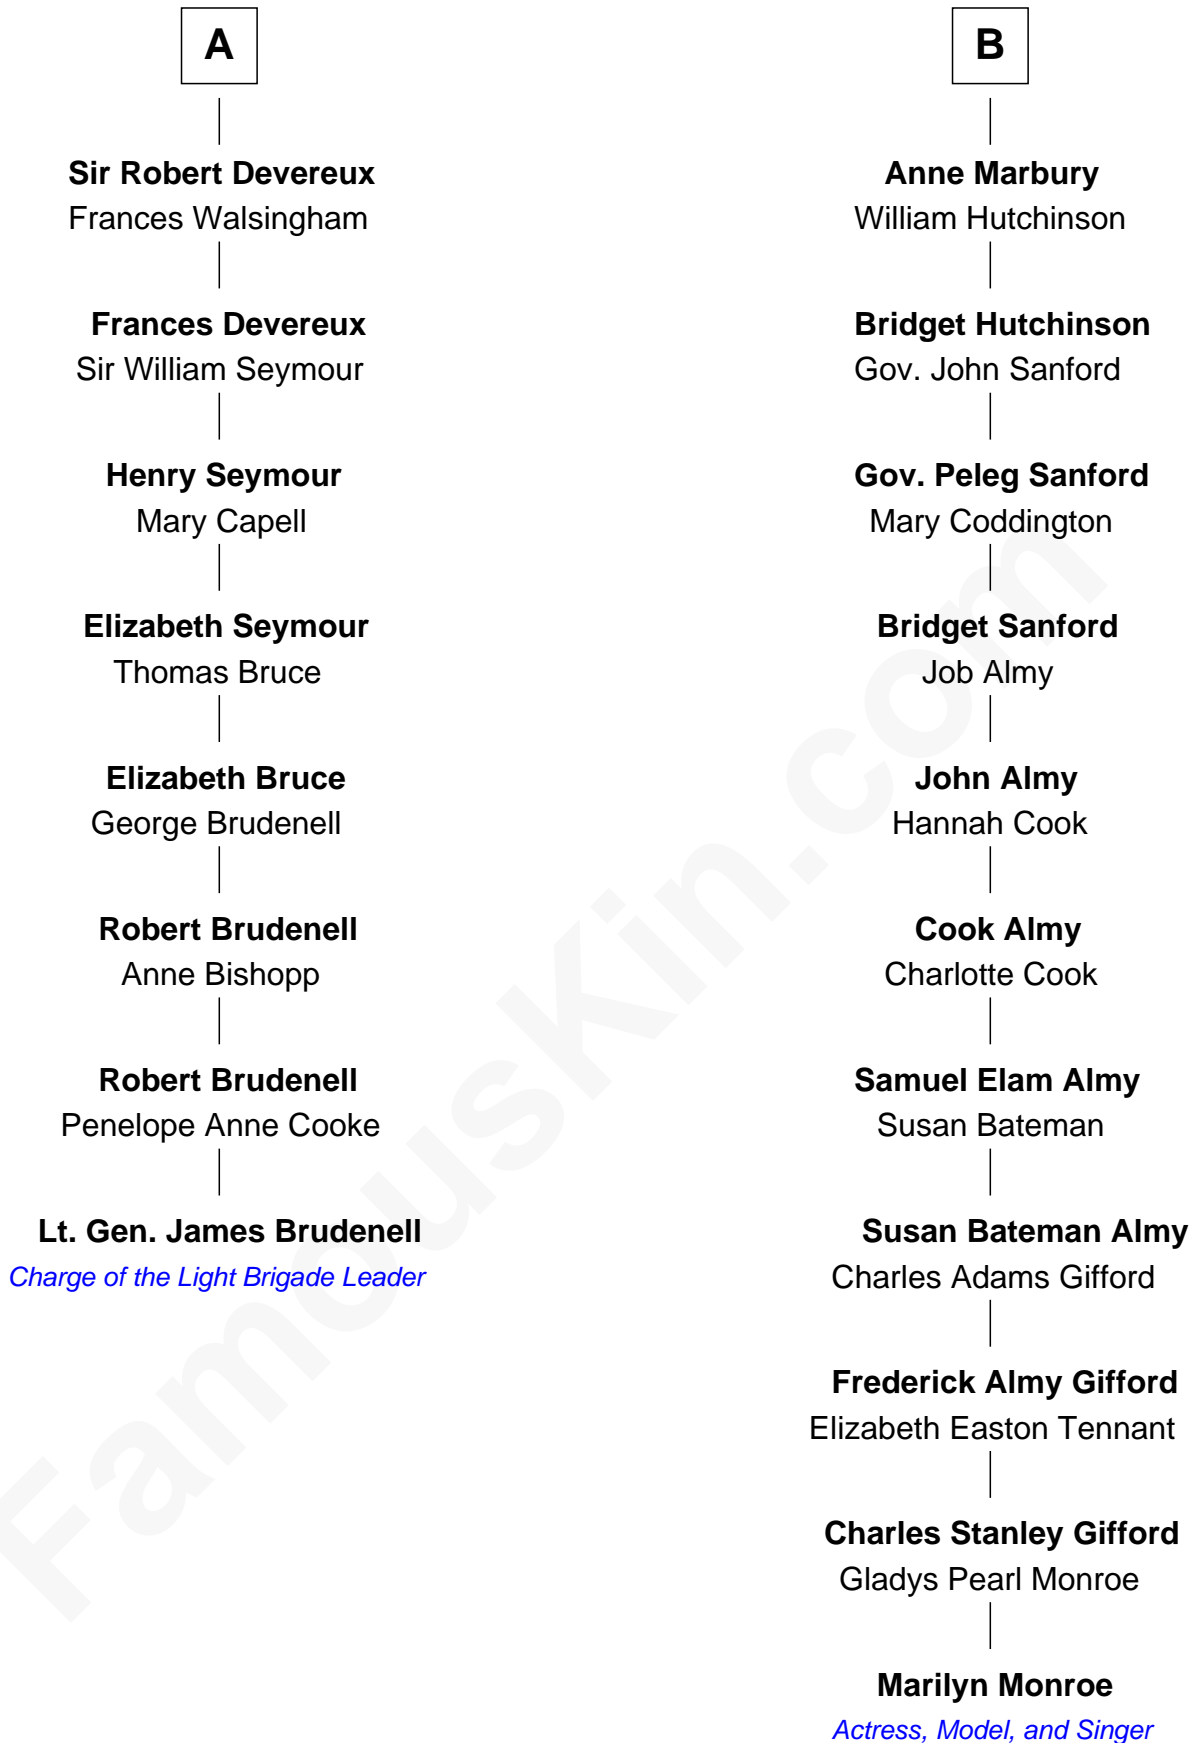 A
Sir Robert Devereux
Frances Walsingham
Frances Devereux
Sir William Seymour
Henry Seymour
Mary Capell
Elizabeth Seymour
Thomas Bruce
Elizabeth Bruce
George Brudenell
Robert Brudenell
Anne Bishopp
Robert Brudenell
Penelope Anne Cooke
Lt. Gen. James Brudenell
Charge of the Light Brigade Leader
B
Anne Marbury
William Hutchinson
Bridget Hutchinson
Gov. John Sanford
Gov. Peleg Sanford
Mary Coddington
Bridget Sanford
Job Almy
John Almy
Hannah Cook
Cook Almy
Charlotte Cook
Samuel Elam Almy
Susan Bateman
Susan Bateman Almy
Charles Adams Gifford
Frederick Almy Gifford
Elizabeth Easton Tennant
Charles Stanley Gifford
Gladys Pearl Monroe
Marilyn Monroe
Actress, Model, and Singer
FamousKin.com